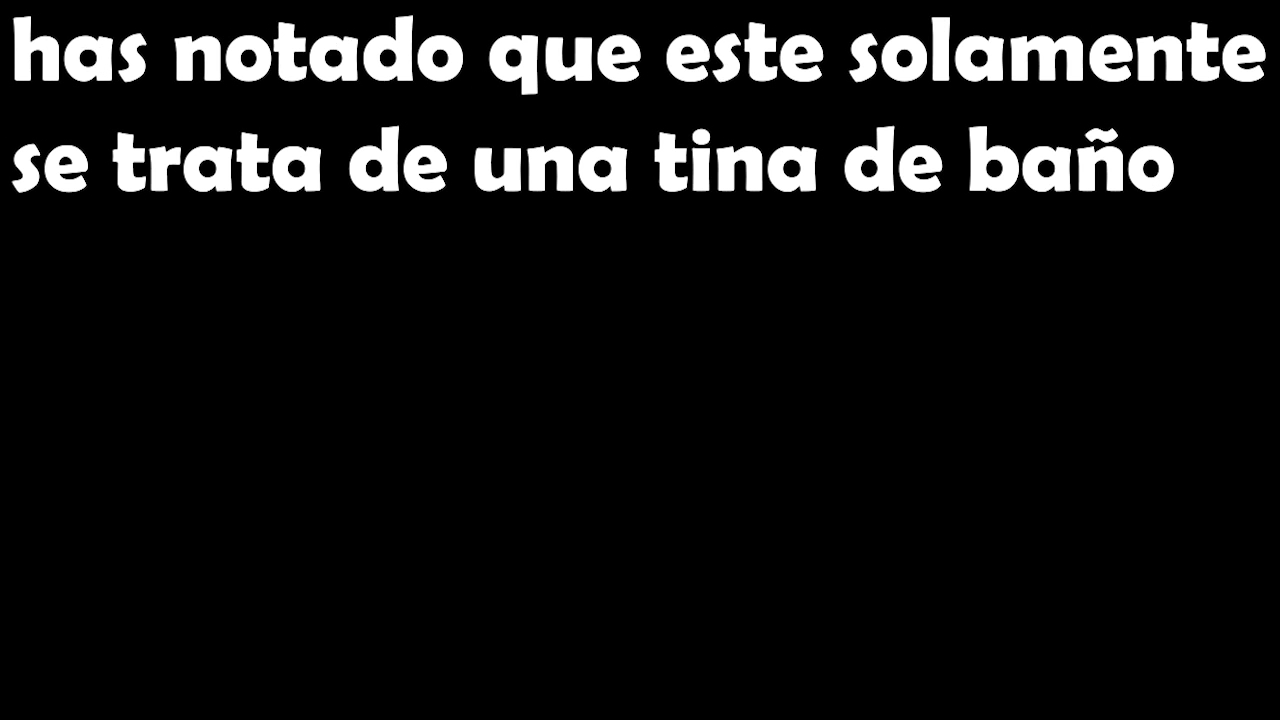 has notado que este solamente
se trata de una tina de baño